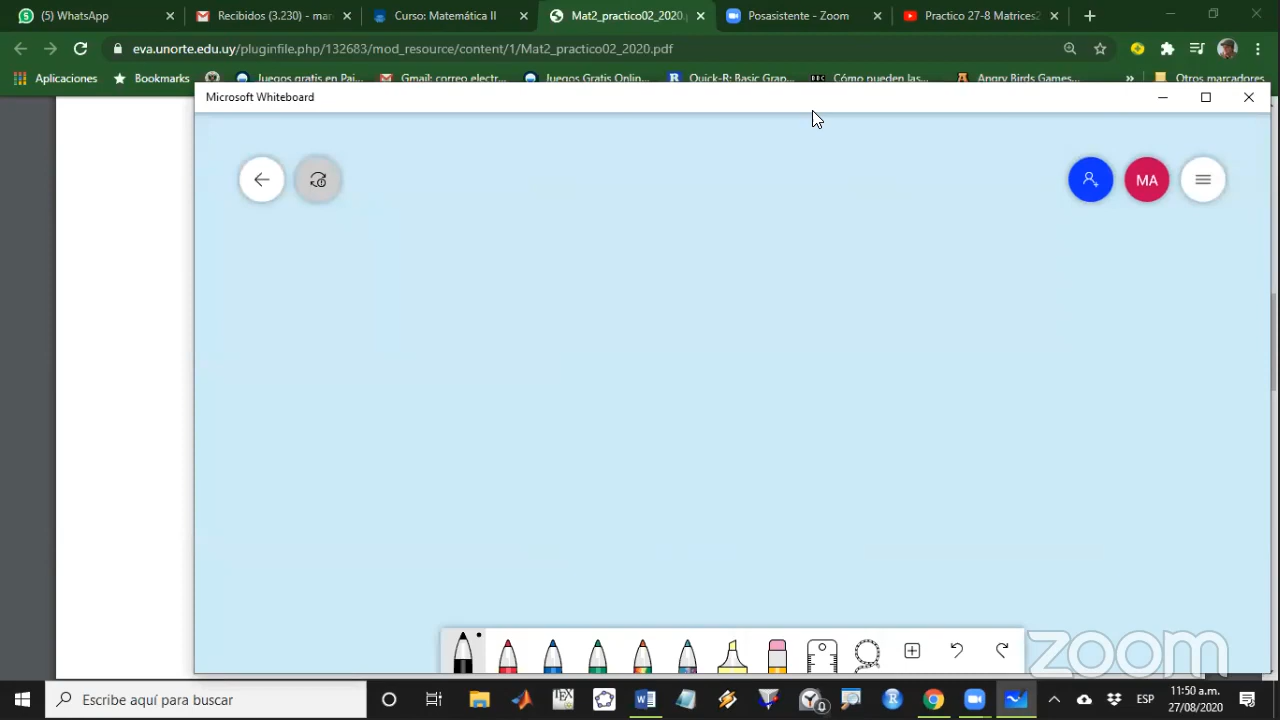 (5) WhatsApp
Recibidos (3.230) - mar
Curso: Matemática II
Mat2_practico02_2020.
Posasistente - Zoom
Practico 27-8 Matrices2
eva.unorte.edu.uy/pluginfile.php/132683/mod_resource/content/1/Mat2_practico02_2020.pdf
Aplicaciones
Bookmarks
Juegos gratis en Pai...
Gmail: correo electr...
Juegos Gratis Online...
Quick-R: Basic Grap...
Cómo pueden las...
Angry Birds Games...
»
Otros marcadores
Microsoft Whiteboard
MA
zoom
Escribe aquí para buscar
ESP
11:50 a.m.
27/08/2020